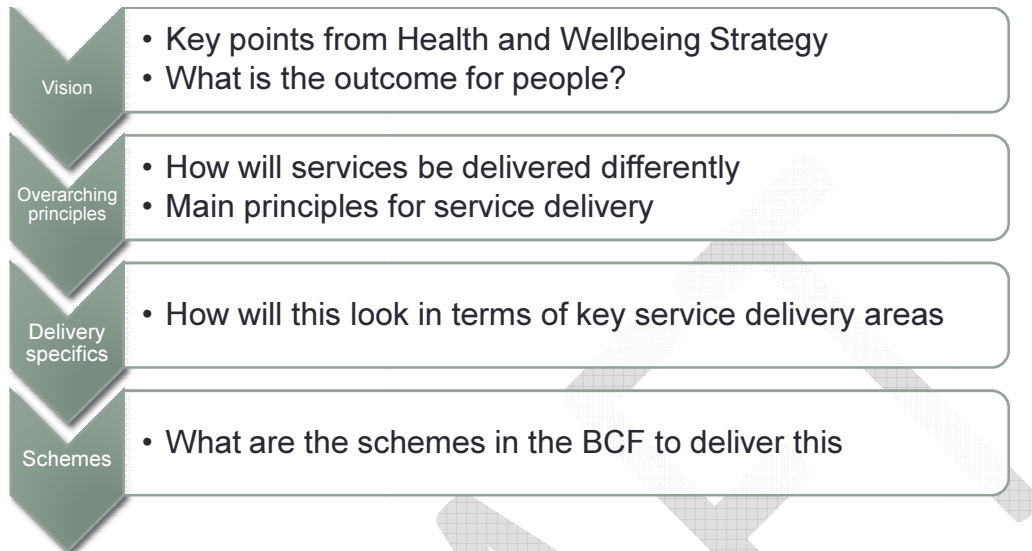 Vision
• Key points from Health and Wellbeing Strategy
• What is the outcome for people?
Overarching
principles
• How will services be delivered differently
• Main principles for service delivery
Delivery
specifics
• How will this look in terms of key service delivery areas
Schemes
• What are the schemes in the BCF to deliver this